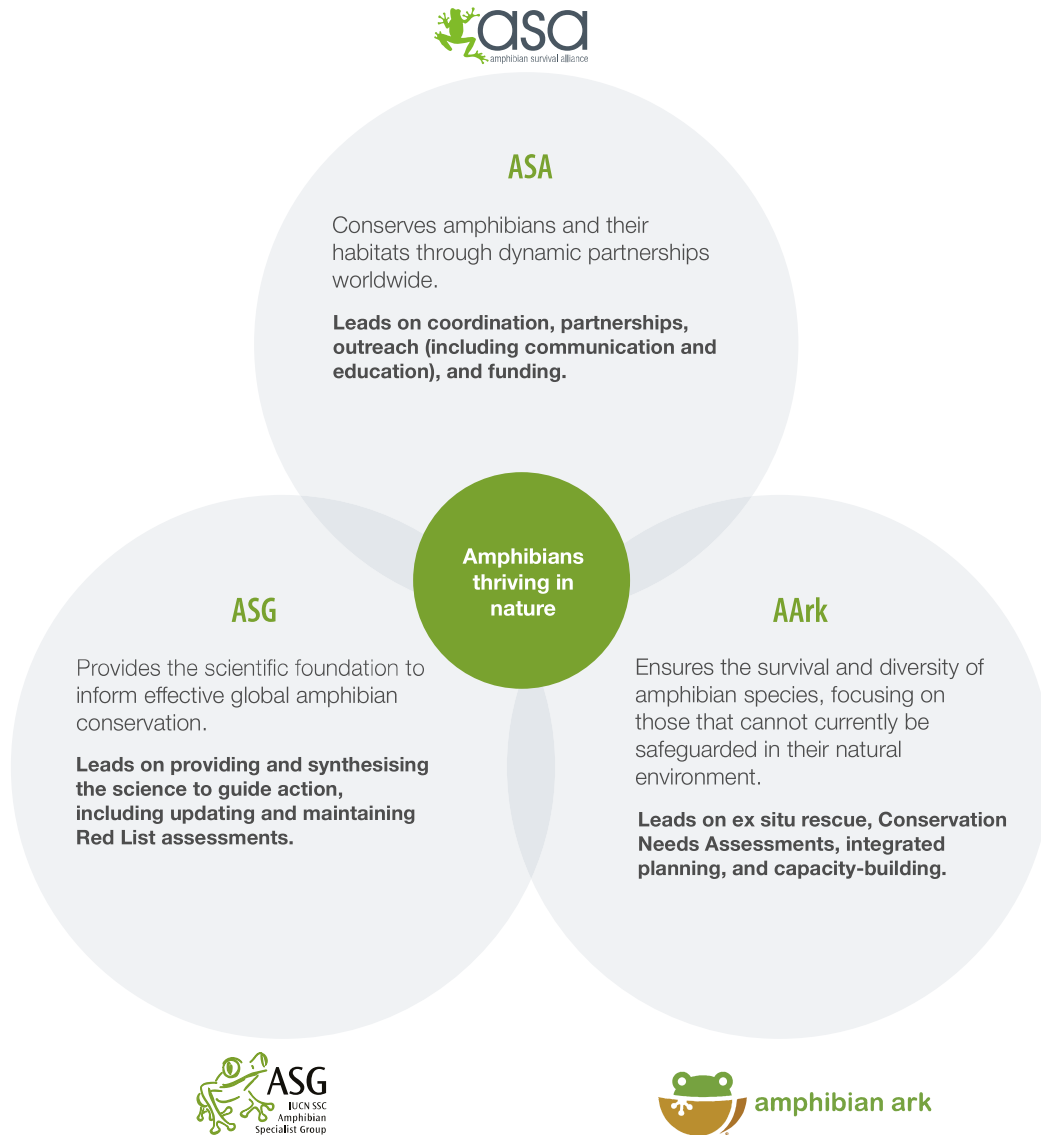 asa
amphibian survival alliance
ASA
Conserves amphibians and their
habitats through dynamic partnerships
worldwide.
Leads on coordination, partnerships,
outreach (including communication and
education), and funding.
Amphibians
thriving in
nature
ASG
Provides the scientific foundation to
inform effective global amphibian
conservation.
Leads on providing and synthesising
the science to guide action,
including updating and maintaining
Red List assessments.
AArk
Ensures the survival and diversity of
amphibian species, focusing on
those that cannot currently be
safeguarded in their natural
environment.
Leads on ex situ rescue, Conservation
Needs Assessments, integrated
planning, and capacity-building.
ASG
IUCN SSC
Amphibian
Specialist Group
amphibian ark